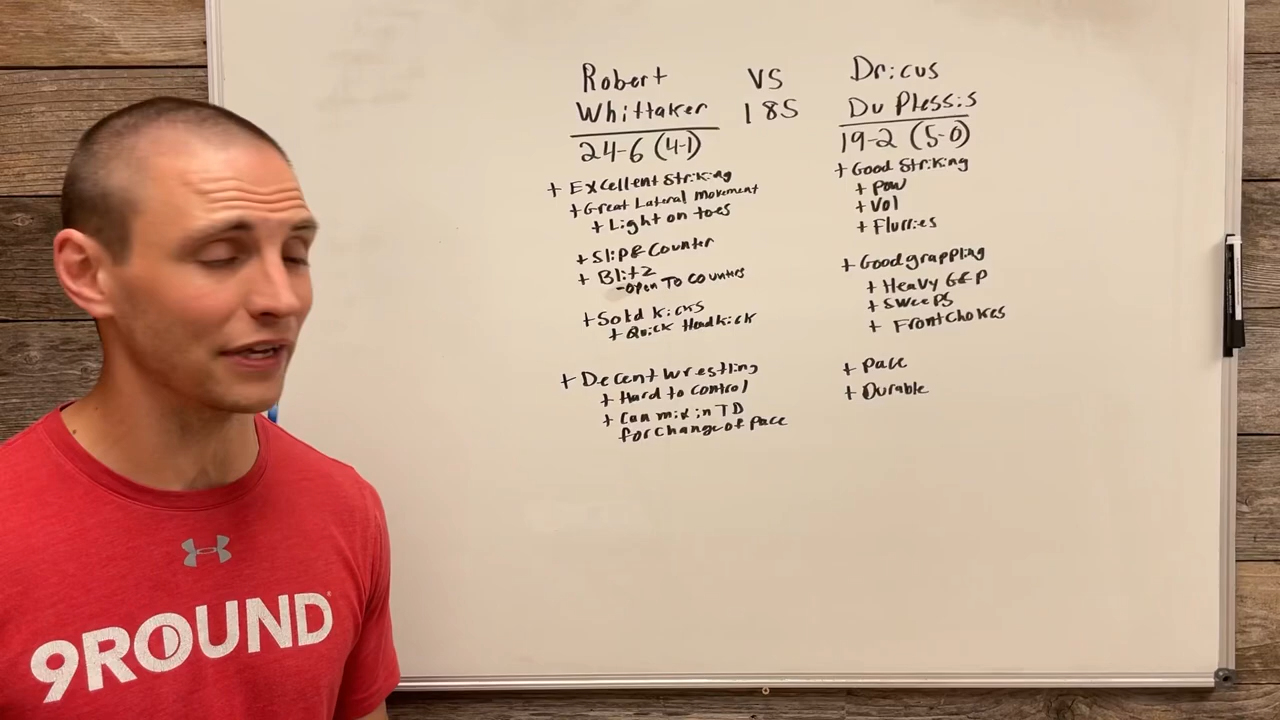 Robert
Whittaker
24-6 (4-1)
+ Excellent Striking
+ Great Lateral Movement
+ Light on toes
+ Slip & Counter
+ Blitz
- open To Counters
+ Solid kicks
+ Quick Headkick
+ Decent wrestling
+ Hard to control
+ Can mix in TD
for change of pace
VS
185
Dricus
Du Plessis
19-2 (5-0)
+ Good Striking
+ Pow
+ Vol
+ Flurries
+ Good grappling
+ Heavy G&P
+ Sweeps
+ Front Chokes
+ Pace
+ Durable
9ROUND